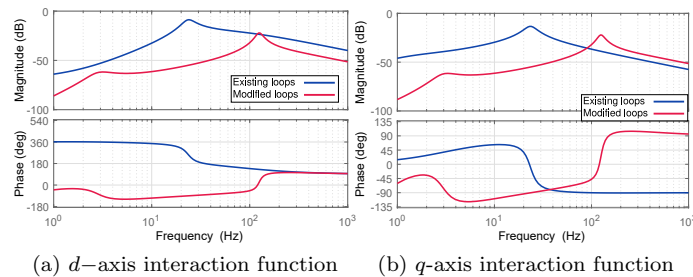 0
-50
-100
Magnitude (dB)
Existing loops
Modified loops
540
360
180
0
-180
Phase (deg)
10^0
10^1
10^2
10^3
Frequency (Hz)
(a) d−axis interaction function
0
-50
-100
Magnitude (dB)
Existing loops
Modified loops
135
90
45
0
-45
-90
-135
Phase (deg)
10^0
10^1
10^2
10^3
Frequency (Hz)
(b) q-axis interaction function